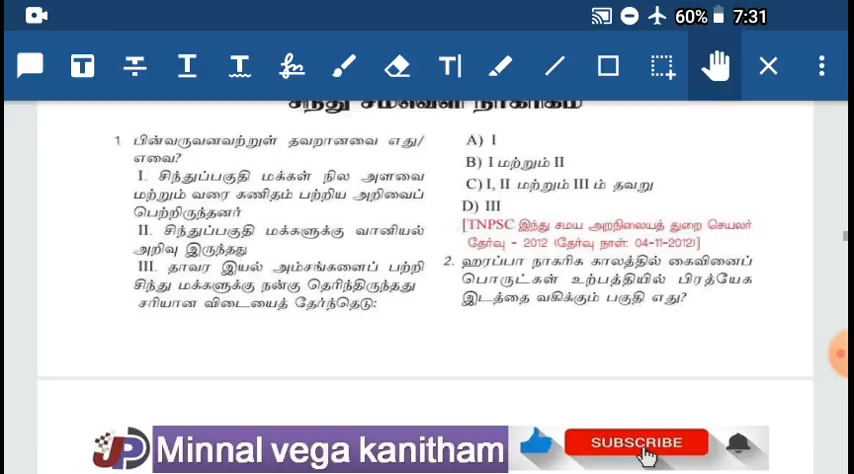 60% 7:31
சிந்து சமவெளி நாகரிகம்
1. பின்வருவனவற்றுள் தவறானவை எது/
எவை?
I. சிந்துப்பகுதி மக்கள் நில அளவை
மற்றும் வரை கணிதம் பற்றிய அறிவைப்
பெற்றிருந்தனர்
II. சிந்துப்பகுதி மக்களுக்கு வானியல்
அறிவு இருந்தது
III. தாவர இயல் அம்சங்களைப் பற்றி
சிந்து மக்களுக்கு நன்கு தெரிந்திருந்தது
சரியான விடையைத் தேர்ந்தெடு:
A) I
B) I மற்றும் II
C) I, II மற்றும் III ம் தவறு
D) III
[TNPSC இந்து சமய அறநிலையத் துறை செயலர்
தேர்வு - 2012 (தேர்வு நாள்: 04-11-2012)]
2. ஹரப்பா நாகரிக காலத்தில் கைவினைப்
பொருட்கள் உற்பத்தியில் பிரத்யேக
இடத்தை வகிக்கும் பகுதி எது?
JP Minnal vega kanitham
SUBSCRIBE